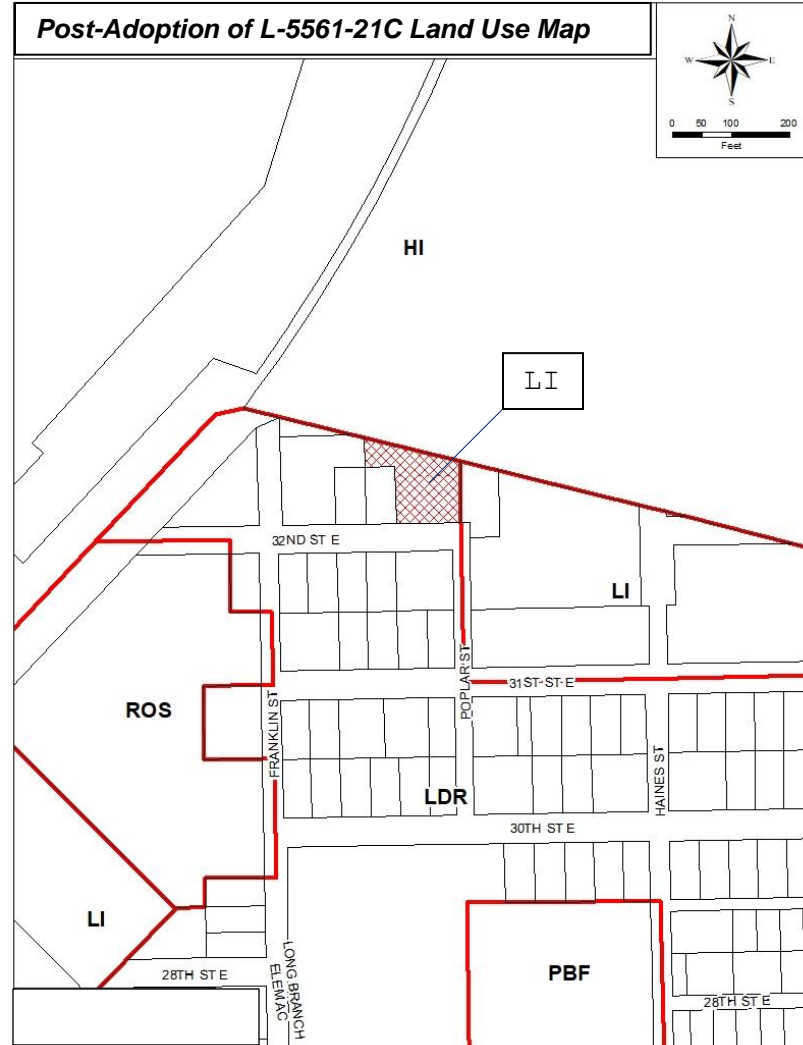 Post-Adoption of L-5561-21C Land Use Map
N
W E
S
0 50 100 200
Feet
HI
LI
32ND ST E
LI
POPLAR ST
31ST ST E
ROS
FRANKLIN ST
HAINES ST
LDR
30TH ST E
LI
PBF
28TH ST E
LONG BRANCH
ELEM AC
28TH ST E